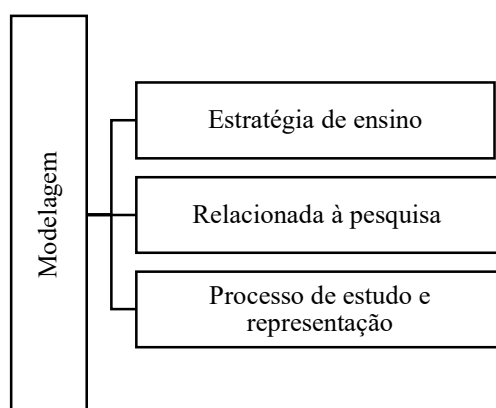 Modelagem
Estratégia de ensino
Relacionada à pesquisa
Processo de estudo e
representação